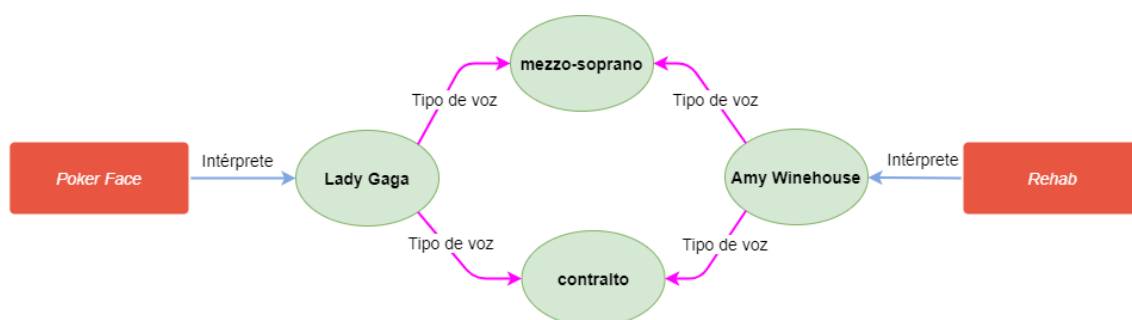 mezzo-soprano
Tipo de voz
Tipo de voz
Poker Face
Intérprete
Lady Gaga
Amy Winehouse
Intérprete
Rehab
Tipo de voz
Tipo de voz
contralto